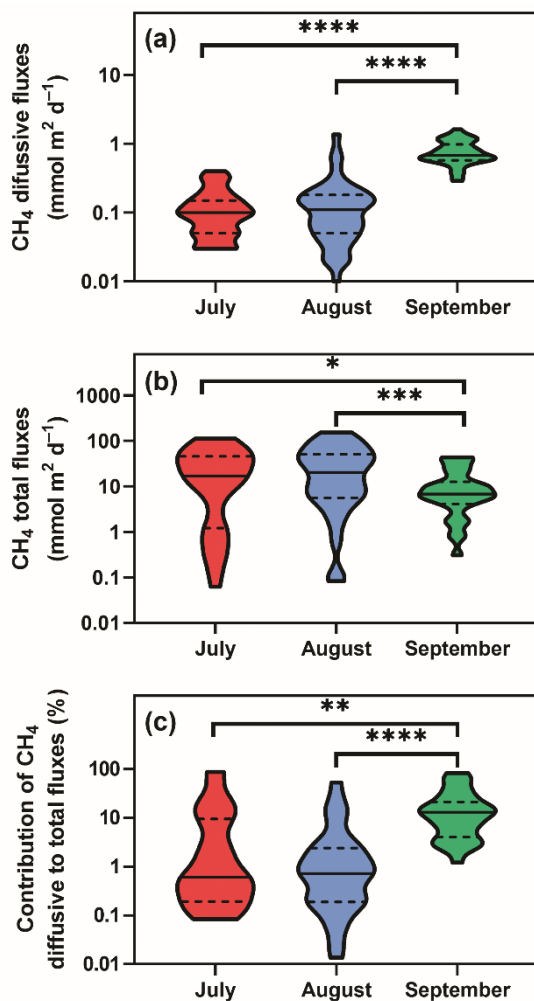 (a)
****
****
CH₄ difussive fluxes
(mmol m² d⁻¹)
10
1
0.1
0.01
July August September
(b)
*
***
CH₄ total fluxes
(mmol m² d⁻¹)
1000
100
10
1
0.1
0.01
July August September
(c)
**
****
Contribution of CH₄
diffusive to total fluxes (%)
100
10
1
0.1
0.01
July August September